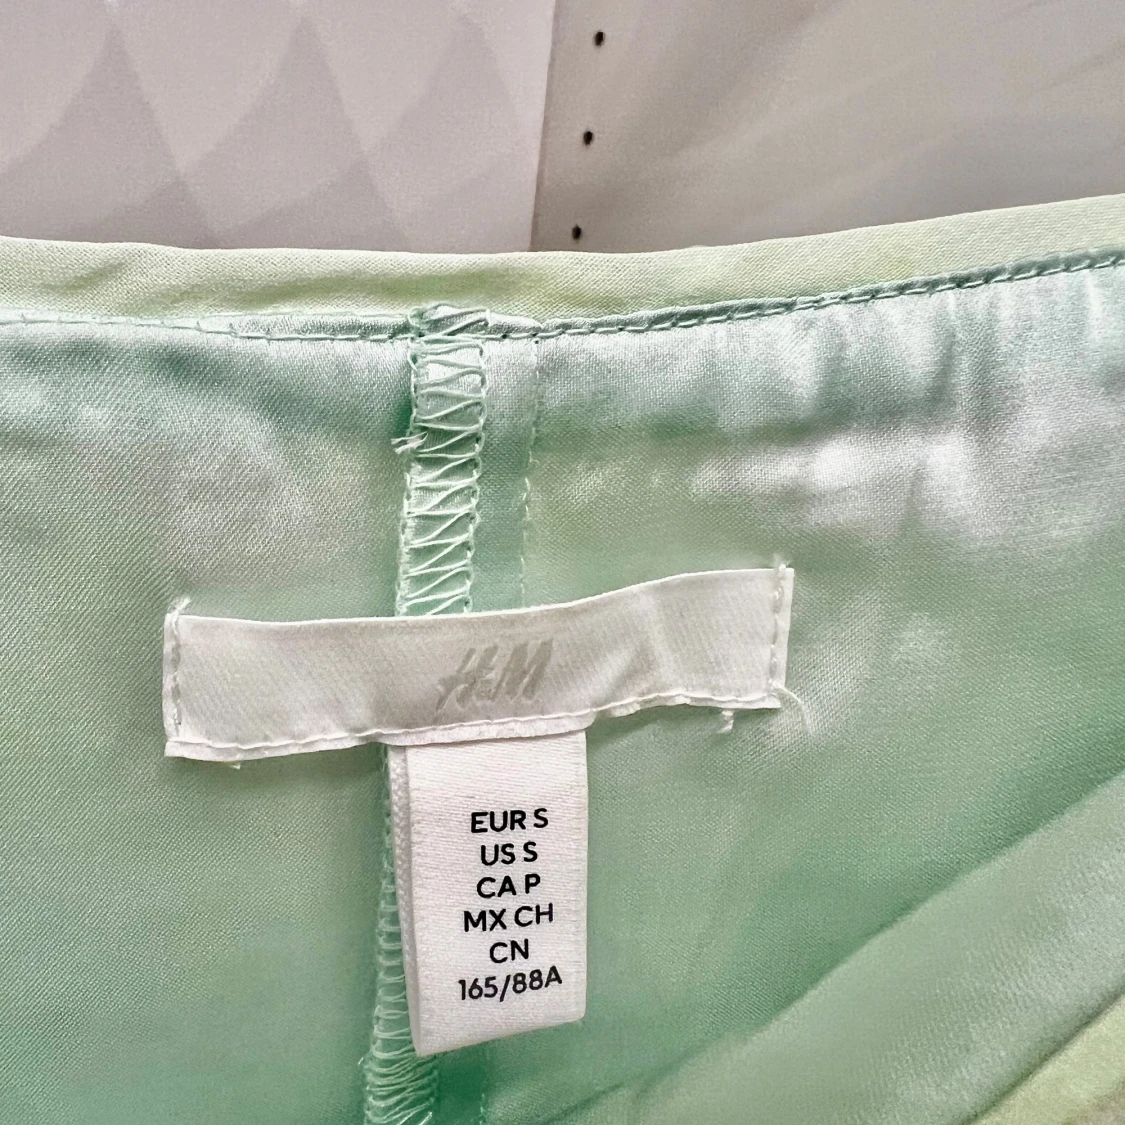 H&M
EUR S
US S
CA P
MX CH
CN
165/88A